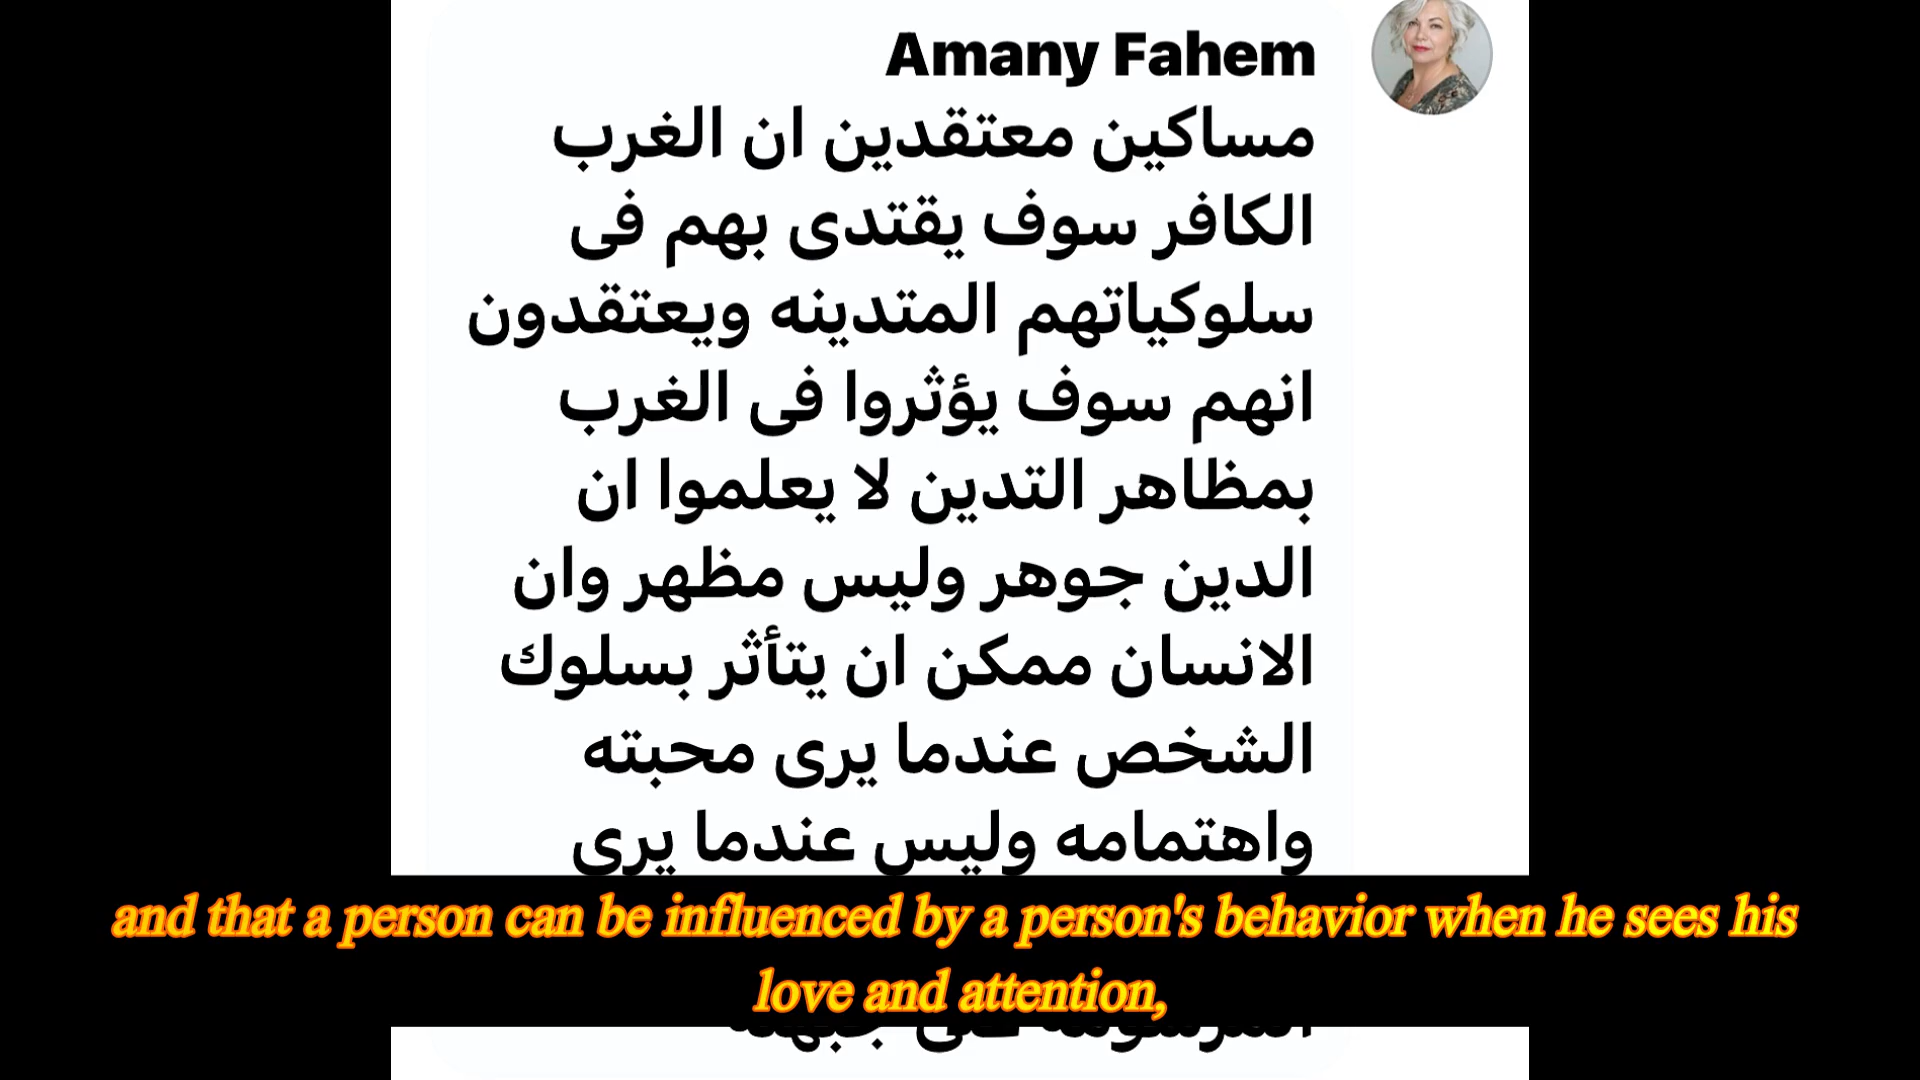 Amany Fahem
مساكين معتقدين ان الغرب
الكافر سوف يقتدى بهم فى
سلوكياتهم المتدينه ويعتقدون
انهم سوف يؤثروا فى الغرب
بمظاهر التدين لا يعلموا ان
الدين جوهر وليس مظهر وان
الانسان ممكن ان يتأثر بسلوك
الشخص عندما يرى محبته
واهتمامه وليس عندما يرى
and that a person can be influenced by a person's behavior when he sees his
love and attention,